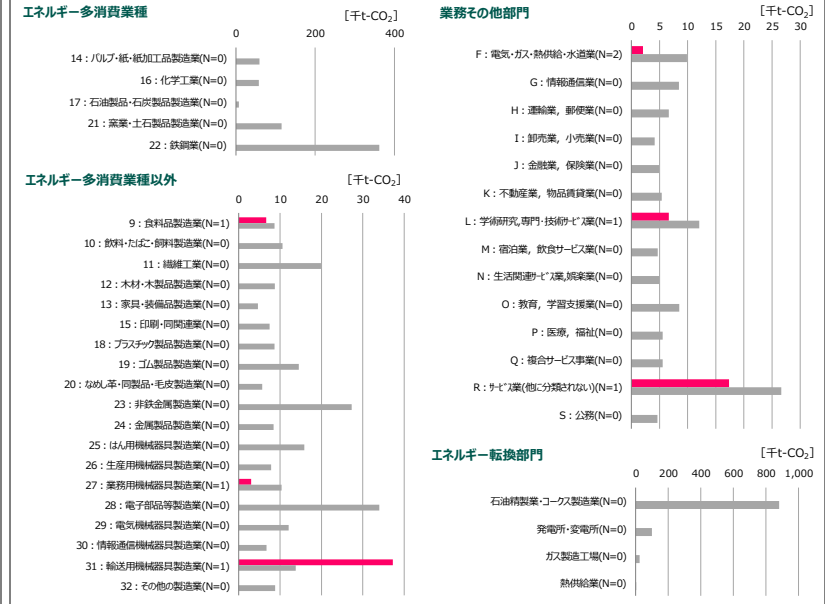 エネルギー多消費業種
[千t-CO₂]
0 200 400
14：パルプ・紙・紙加工品製造業(N=0)
16：化学工業(N=0)
17：石油製品・石炭製品製造業(N=0)
21：窯業・土石製品製造業(N=0)
22：鉄鋼業(N=0)
エネルギー多消費業種以外
[千t-CO₂]
0 10 20 30 40
9：食料品製造業(N=1)
10：飲料・たばこ・飼料製造業(N=0)
11：繊維工業(N=0)
12：木材・木製品製造業(N=0)
13：家具・装備品製造業(N=0)
15：印刷・同関連業(N=0)
18：プラスチック製品製造業(N=0)
19：ゴム製品製造業(N=0)
20：なめし革・同製品・毛皮製造業(N=0)
23：非鉄金属製造業(N=0)
24：金属製品製造業(N=0)
25：はん用機械器具製造業(N=0)
26：生産用機械器具製造業(N=0)
27：業務用機械器具製造業(N=1)
28：電子部品等製造業(N=0)
29：電気機械器具製造業(N=0)
30：情報通信機械器具製造業(N=0)
31：輸送用機械器具製造業(N=1)
32：その他の製造業(N=0)
業務その他部門
[千t-CO₂]
0 5 10 15 20 25 30
F：電気・ガス・熱供給・水道業(N=2)
G：情報通信業(N=0)
H：運輸業，郵便業(N=0)
I：卸売業，小売業(N=0)
J：金融業，保険業(N=0)
K：不動産業，物品賃貸業(N=0)
L：学術研究,専門・技術ｻｰﾋﾞｽ業(N=1)
M：宿泊業，飲食サービス業(N=0)
N：生活関連ｻｰﾋﾞｽ業,娯楽業(N=0)
O：教育，学習支援業(N=0)
P：医療，福祉(N=0)
Q：複合サービス事業(N=0)
R：ｻｰﾋﾞｽ業(他に分類されない)(N=1)
S：公務(N=0)
エネルギー転換部門
[千t-CO₂]
0 200 400 600 800 1,000
石油精製業・コークス製造業(N=0)
発電所・変電所(N=0)
ガス製造工場(N=0)
熱供給業(N=0)